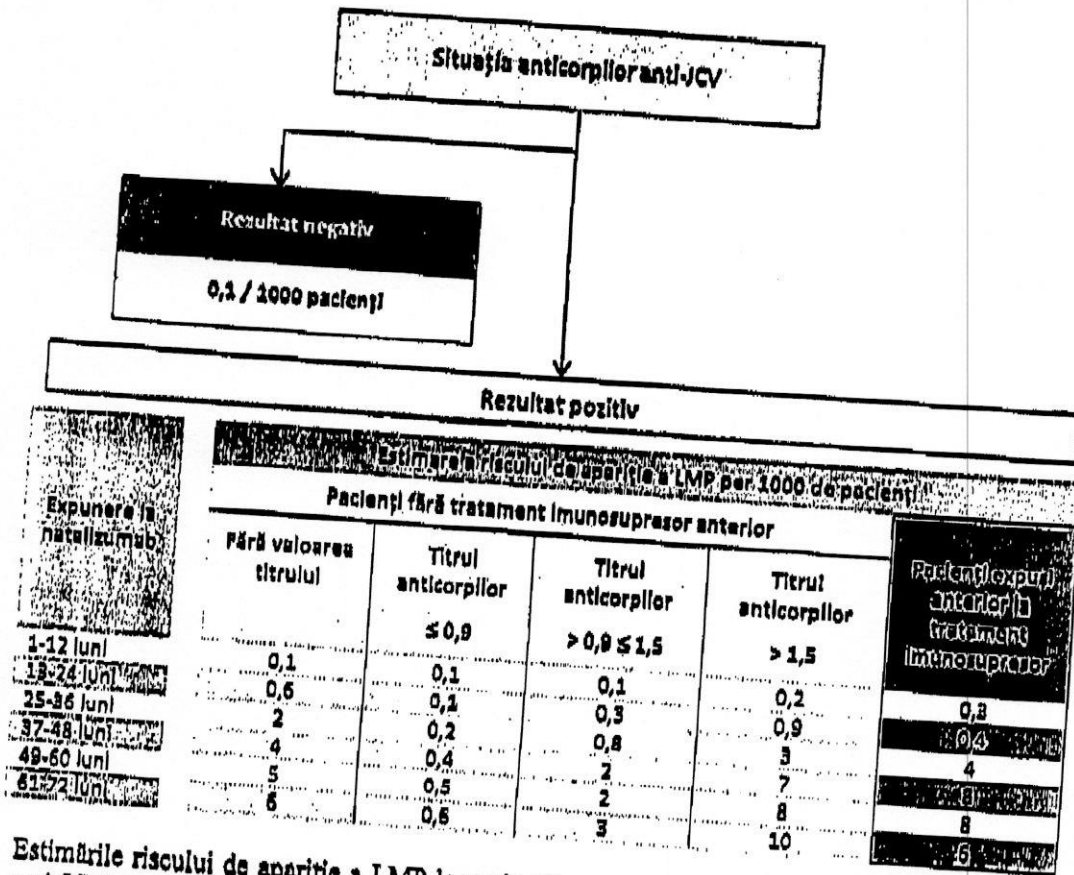 Situația anticorpilor anti-JCV
Rezultat negativ
0,1 / 1000 pacienți
Rezultat pozitiv
Expunere la
natalizumab
Estimarea riscului de apariție a LMP per 1000 de pacienți
Pacienți fără tratament imunosupresor anterior
Pacienți expuși
anterior la
tratament
imunosupresor
Fără valoarea
titrului
Titrul
anticorpilor
≤ 0,9
Titrul
anticorpilor
> 0,9 ≤ 1,5
Titrul
anticorpilor
> 1,5
1-12 luni 0,1 0,1 0,1 0,2 0,3
13-24 luni 0,6 0,1 0,3 0,9 0,4
25-36 luni 2 0,2 0,8 3 4
37-48 luni 4 0,4 2 7 8
49-60 luni 5 0,5 2 8 8
61-72 luni 6 0,6 3 10 6
Estimările riscului de apariție a LMP